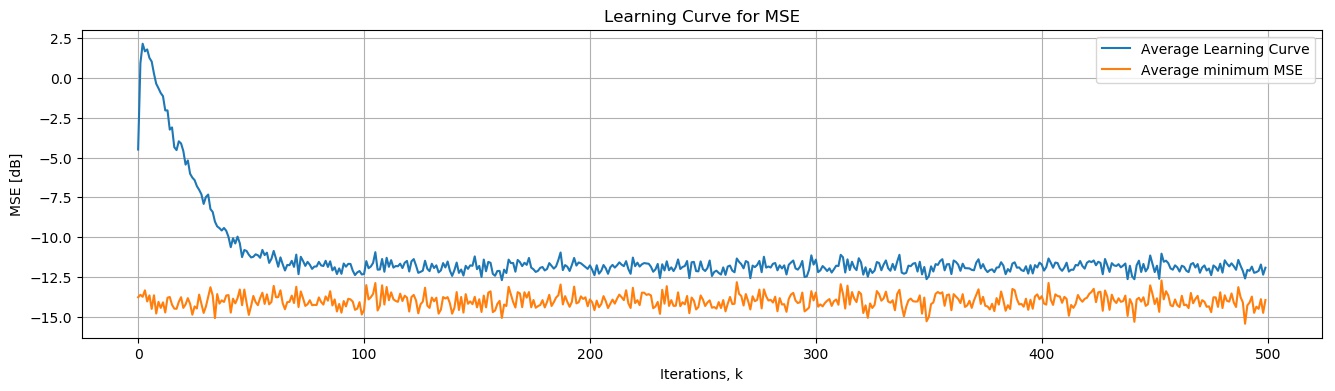 Learning Curve for MSE
2.5
0.0
−2.5
−5.0
−7.5
−10.0
−12.5
−15.0
MSE [dB]
Average Learning Curve
Average minimum MSE
0 100 200 300 400 500
Iterations, k